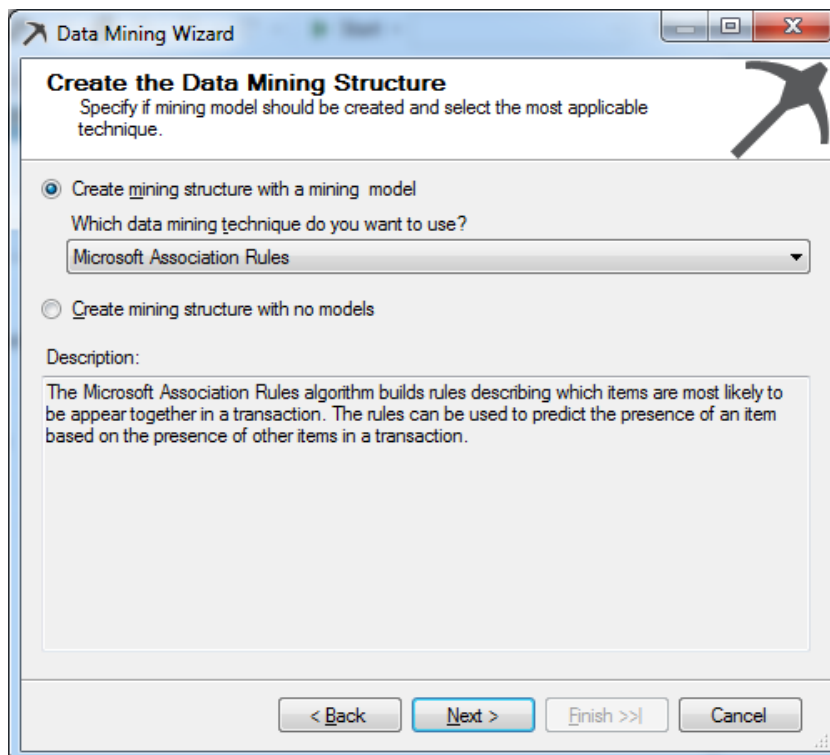 Data Mining Wizard
Create the Data Mining Structure
Specify if mining model should be created and select the most applicable
technique.
Create mining structure with a mining model
Which data mining technique do you want to use?
Microsoft Association Rules
Create mining structure with no models
Description:
The Microsoft Association Rules algorithm builds rules describing which items are most likely to
be appear together in a transaction. The rules can be used to predict the presence of an item
based on the presence of other items in a transaction.
< Back
Next >
Finish >>|
Cancel